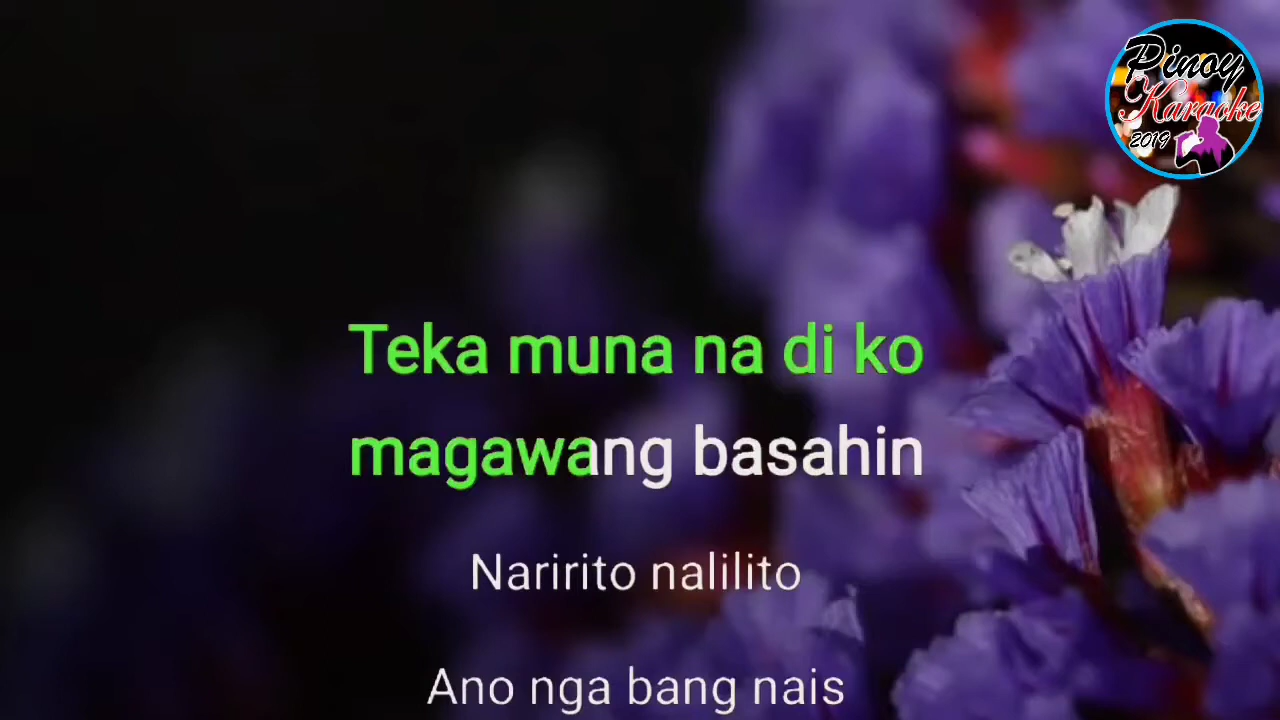 Pinoy
Karaoke
2019
Teka muna na di ko
magawang basahin
Naririto nalilito
Ano nga bang nais